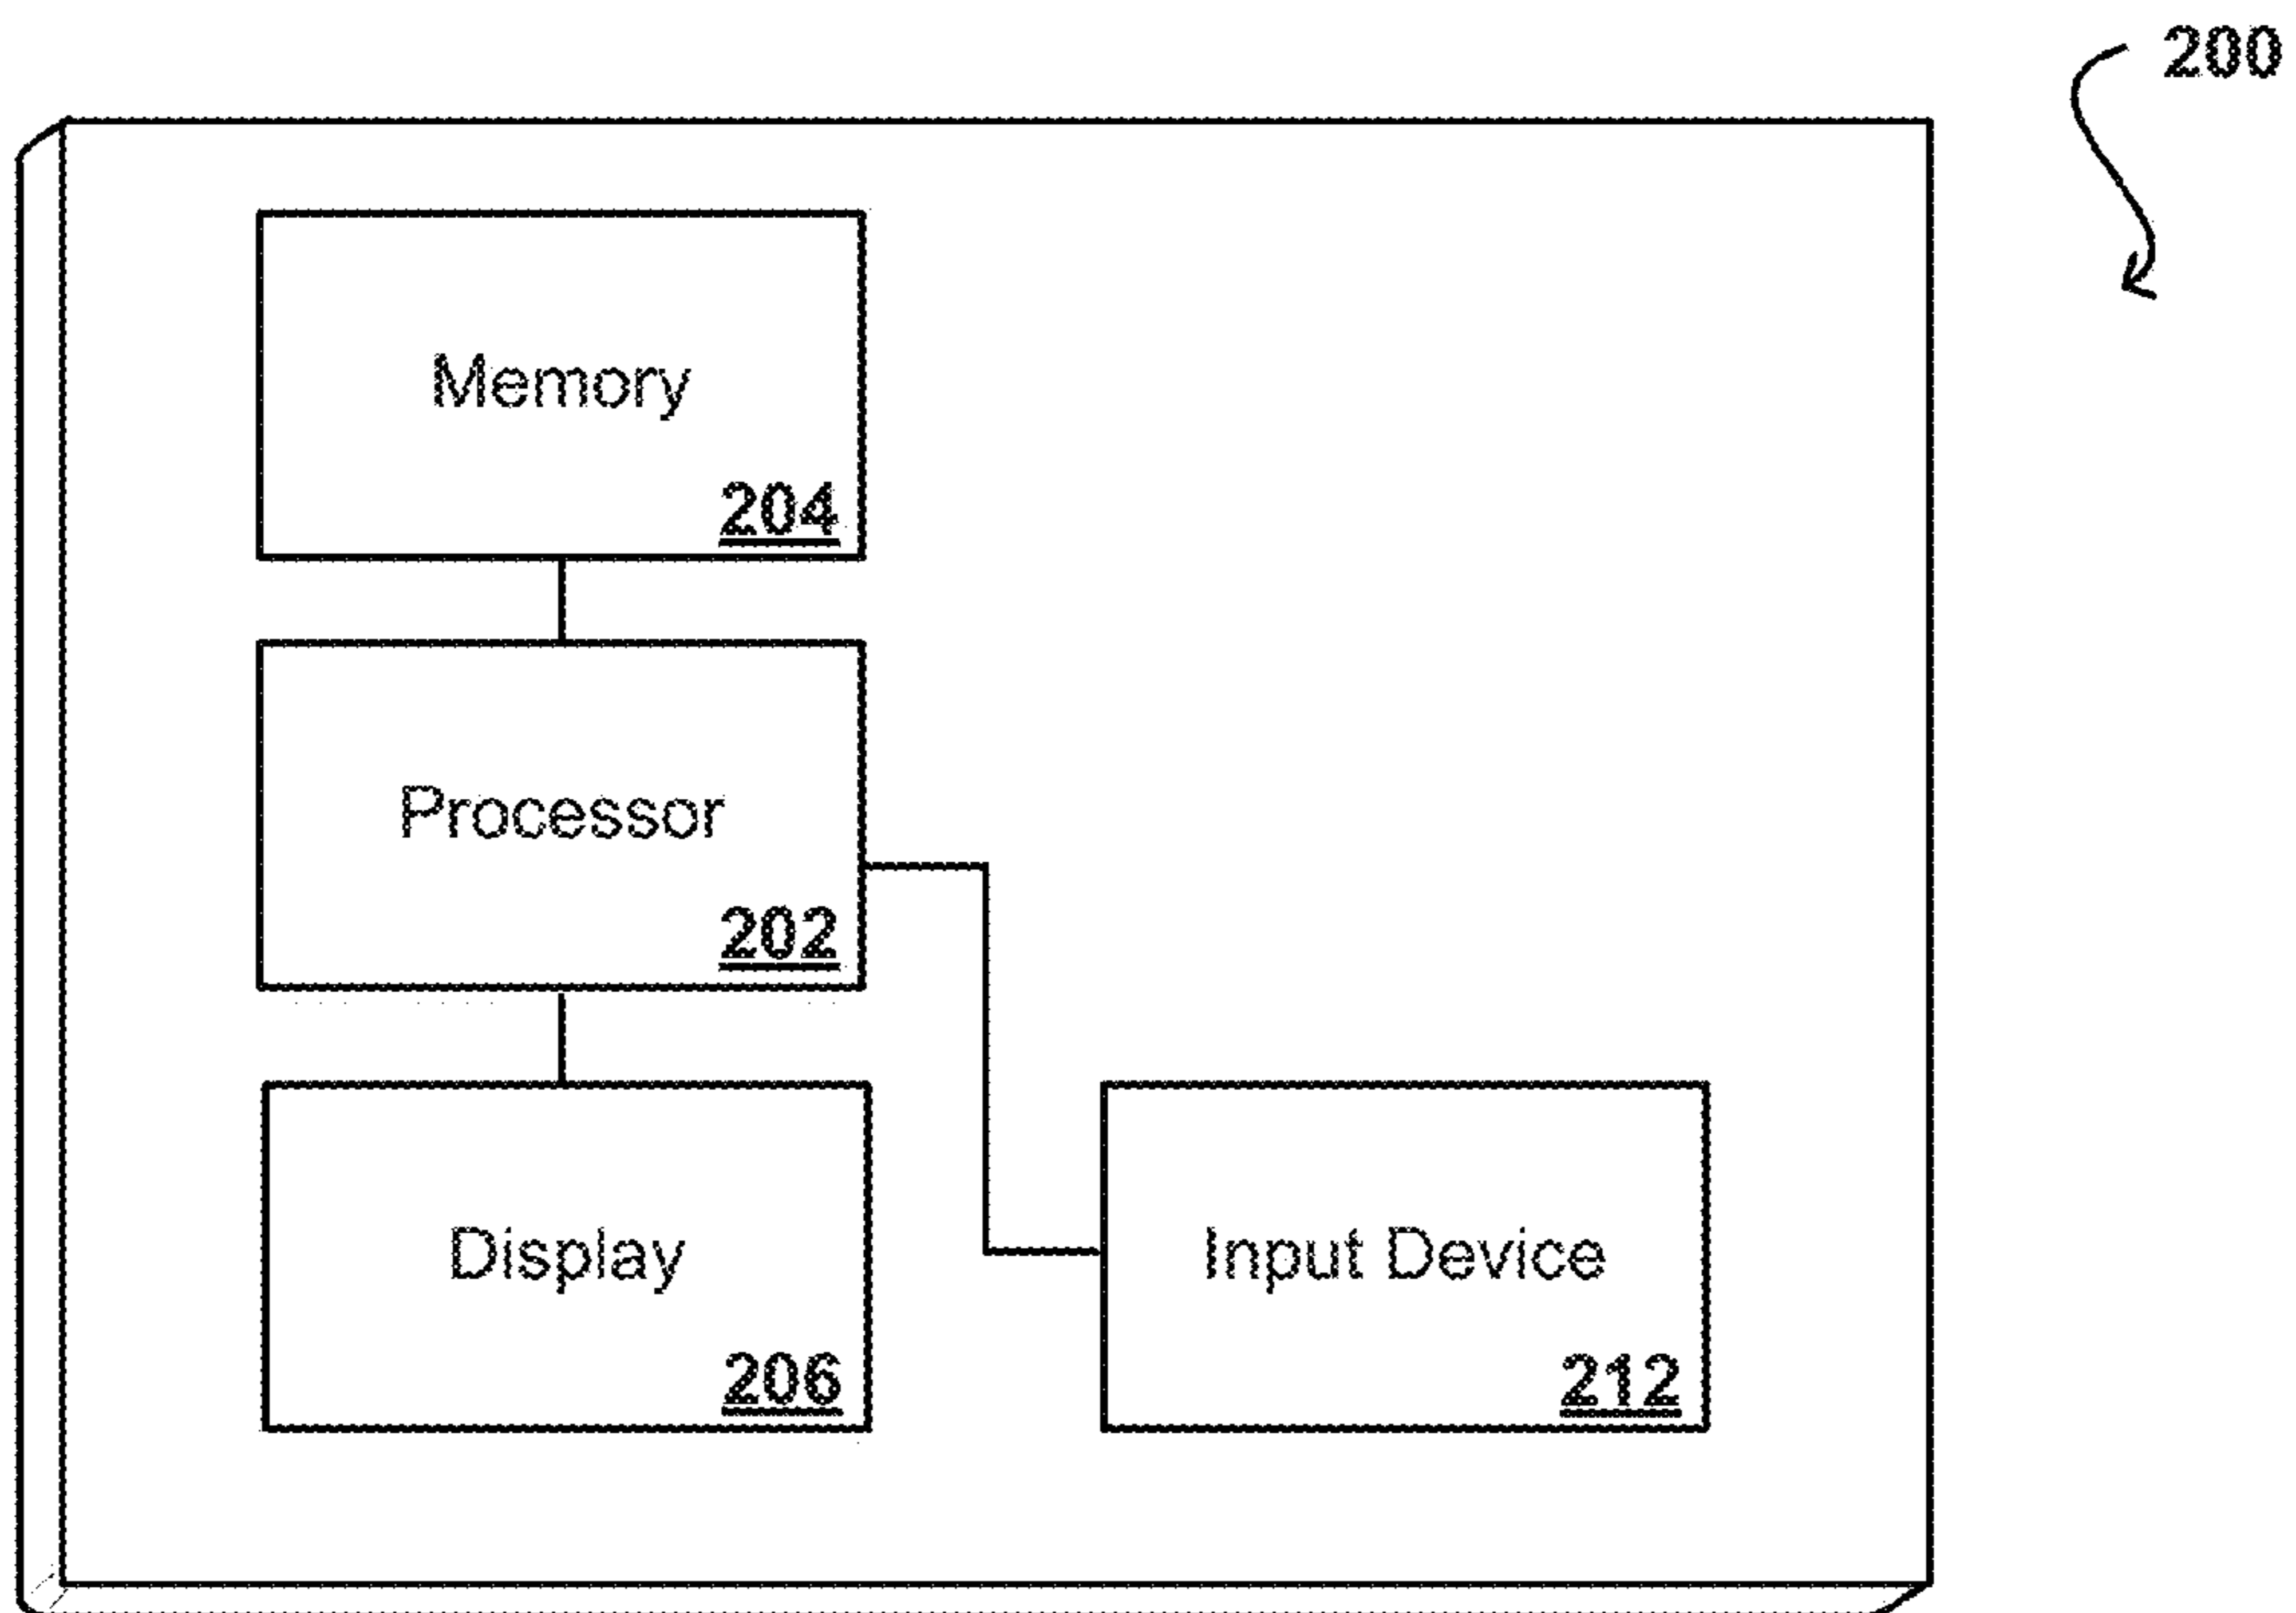 200
Memory
204
Processor
202
Display
206
Input Device
212